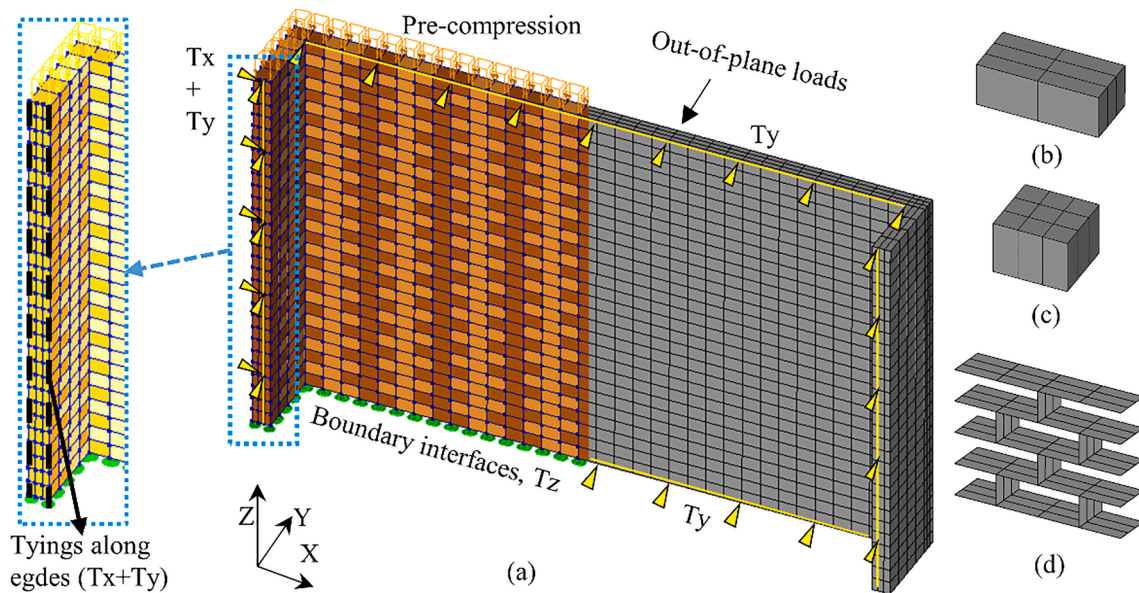 Pre-compression
Out-of-plane loads
Tx
+
Ty
Ty
Boundary interfaces, Tz
Ty
Tyings along
egdes (Tx+Ty)
Z
Y
X
(a)
(b)
(c)
(d)